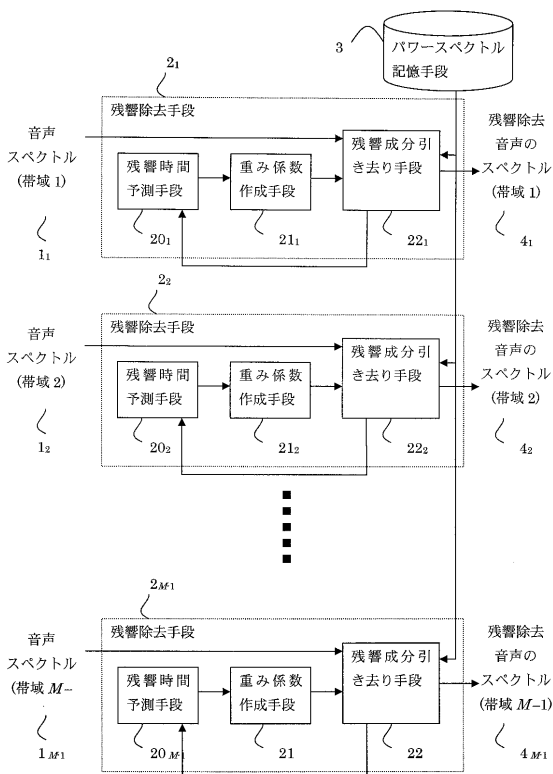 3
パワースペクトル
記憶手段
2₁
残響除去手段
音声
スペクトル
(帯域1)
残響時間
予測手段
重み係数
作成手段
残響成分引
き去り手段
残響除去
音声の
スペクトル
(帯域1)
1₁
20₁
21₁
22₁
4₁
2₂
残響除去手段
音声
スペクトル
(帯域2)
残響時間
予測手段
重み係数
作成手段
残響成分引
き去り手段
残響除去
音声の
スペクトル
(帯域2)
1₂
20₂
21₂
22₂
4₂
2M-1
残響除去手段
音声
スペクトル
(帯域M−
残響時間
予測手段
重み係数
作成手段
残響成分引
き去り手段
残響除去
音声の
スペクトル
(帯域M−1)
1M-1
20M-1
21
22
4M-1